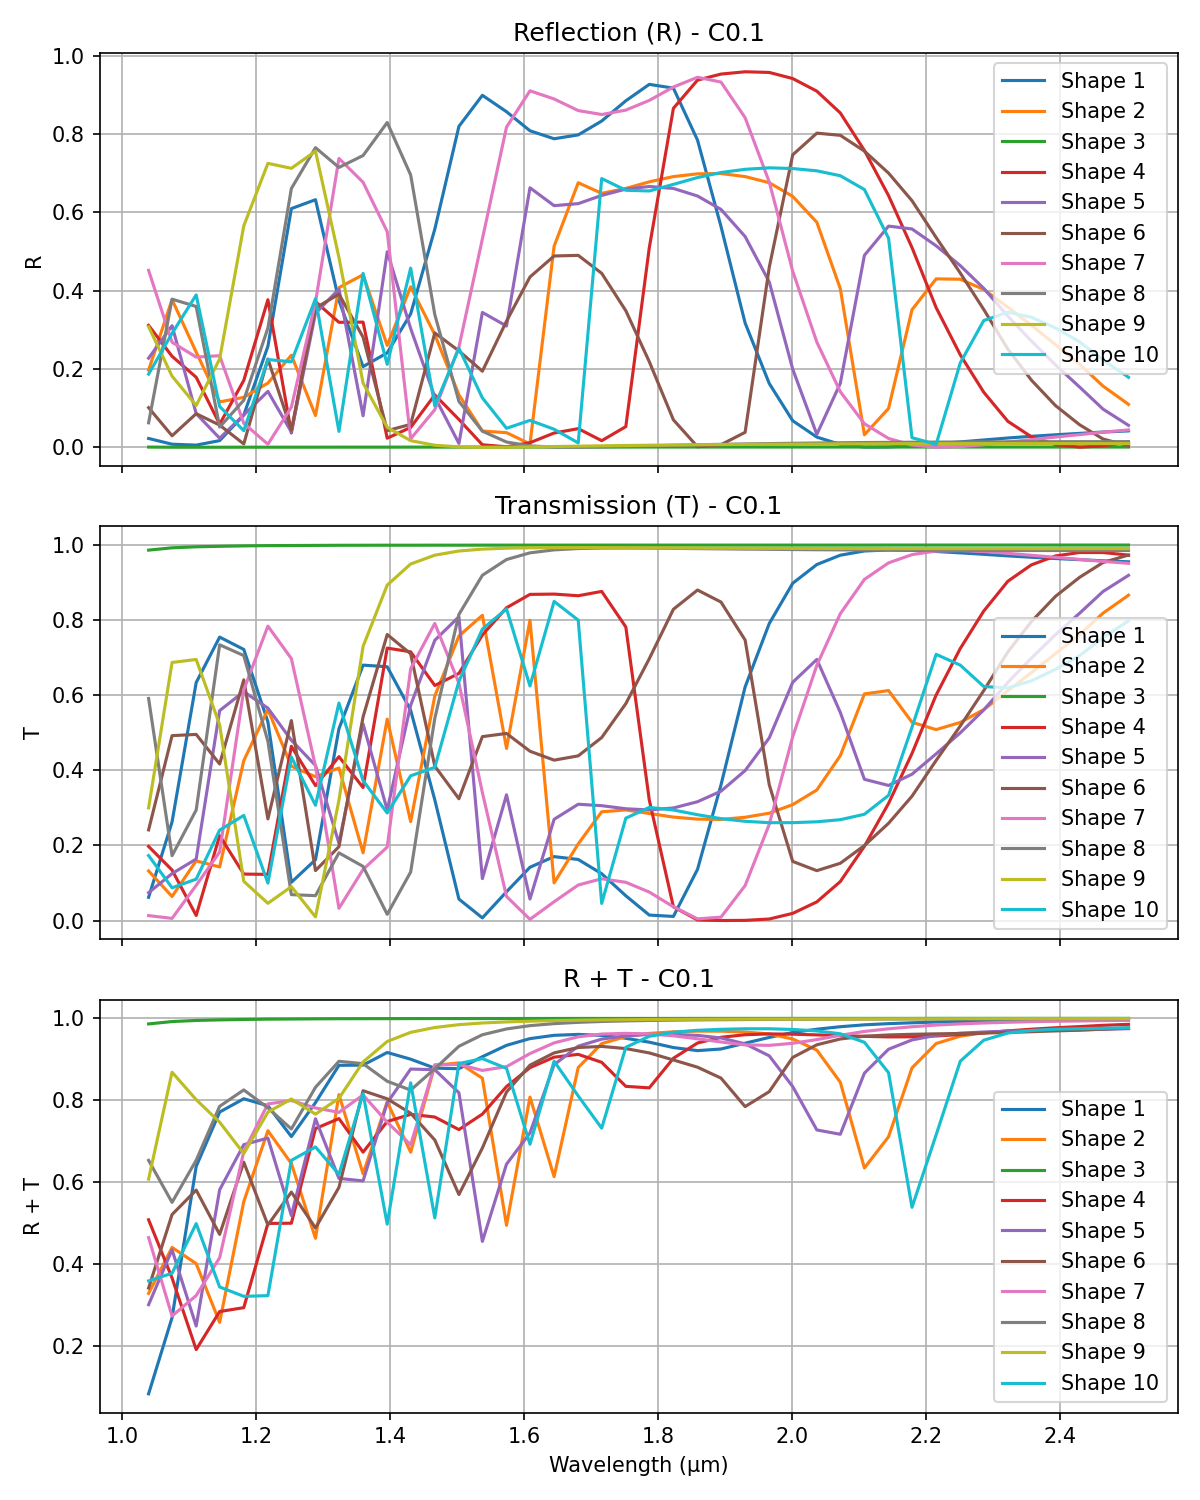 Reflection (R) - C0.1
1.0
0.8
0.6
0.4
0.2
0.0
R
Shape 1
Shape 2
Shape 3
Shape 4
Shape 5
Shape 6
Shape 7
Shape 8
Shape 9
Shape 10
Transmission (T) - C0.1
1.0
0.8
0.6
0.4
0.2
0.0
T
Shape 1
Shape 2
Shape 3
Shape 4
Shape 5
Shape 6
Shape 7
Shape 8
Shape 9
Shape 10
R + T - C0.1
1.0
0.8
0.6
0.4
0.2
R + T
Shape 1
Shape 2
Shape 3
Shape 4
Shape 5
Shape 6
Shape 7
Shape 8
Shape 9
Shape 10
1.0 1.2 1.4 1.6 1.8 2.0 2.2 2.4
Wavelength (μm)